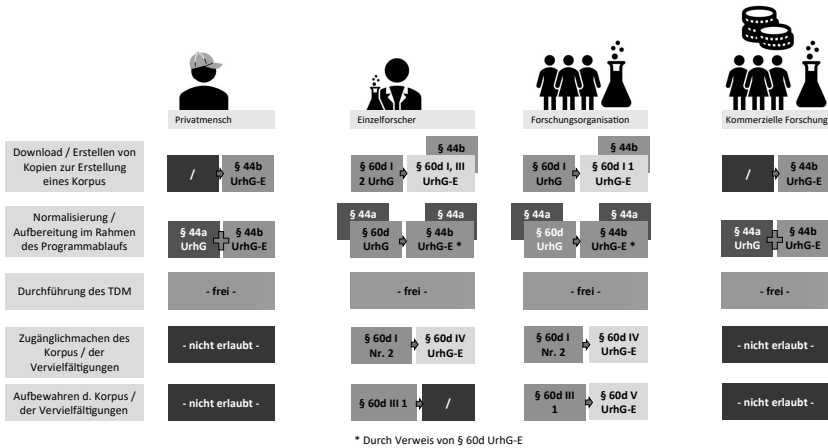 Privatmensch
Einzelforscher
Forschungsorganisation
Kommerzielle Forschung
Download / Erstellen von
Kopien zur Erstellung
eines Korpus
/
§ 44b
UrhG-E
§ 44b
§ 60d I
2 UrhG
§ 60d I, III
UrhG-E
§ 44b
§ 60d I
UrhG
§ 60d I 1
UrhG-E
/
§ 44b
UrhG-E
Normalisierung /
Aufbereitung im Rahmen
des Programmablaufs
§ 44a
UrhG
§ 44b
UrhG-E
§ 44a
§ 44a
§ 60d
UrhG
§ 44b
UrhG-E *
§ 44a
§ 44a
§ 60d
UrhG
§ 44b
UrhG-E *
§ 44a
UrhG
§ 44b
UrhG-E
Durchführung des TDM
- frei -
- frei -
- frei -
- frei -
Zugänglichmachen des
Korpus / der
Vervielfältigungen
- nicht erlaubt -
§ 60d I
Nr. 2
§ 60d IV
UrhG-E
§ 60d I
Nr. 2
§ 60d IV
UrhG-E
- nicht erlaubt -
Aufbewahren d. Korpus /
der Vervielfältigungen
- nicht erlaubt -
§ 60d III 1
/
§ 60d III
1
§ 60d V
UrhG-E
- nicht erlaubt -
* Durch Verweis von § 60d UrhG-E